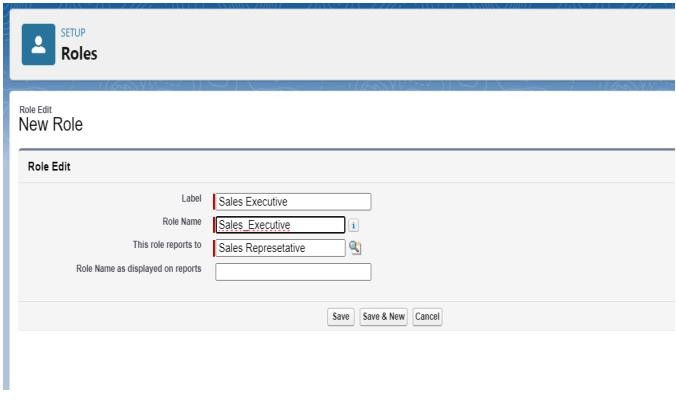 SETUP
Roles
Role Edit
New Role
Role Edit
Label Sales Executive
Role Name Sales_Executive i
This role reports to Sales Represetative
Role Name as displayed on reports
Save Save & New Cancel